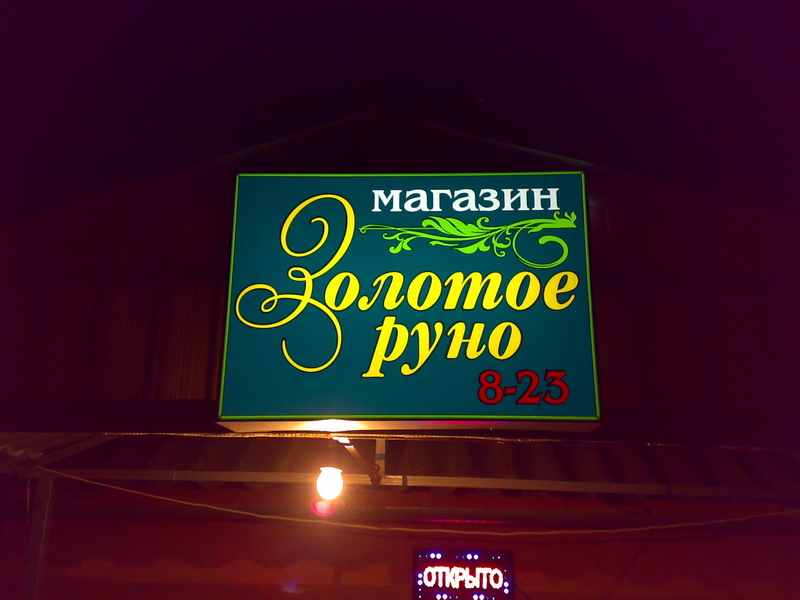 магазин
Золотое
руно
8-23
ОТКРЫТО